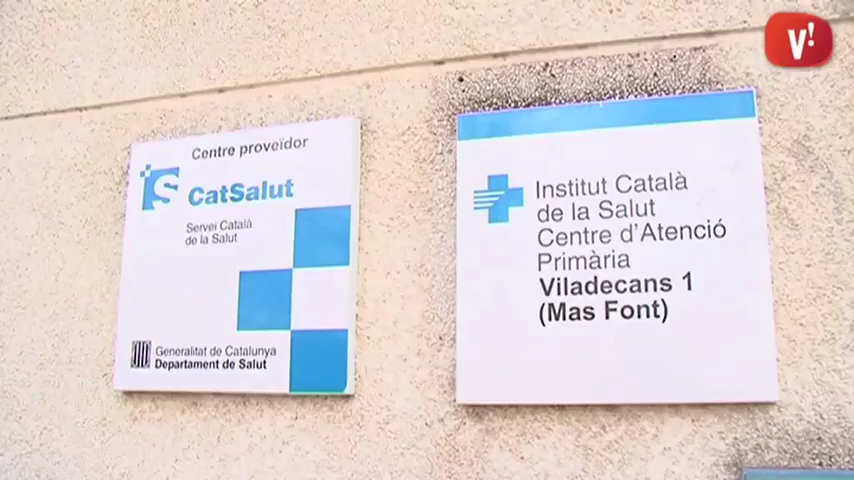 V!
Centre proveïdor
CatSalut
Servei Català
de la Salut
Generalitat de Catalunya
Departament de Salut
Institut Català
de la Salut
Centre d'Atenció
Primària
Viladecans 1
(Mas Font)